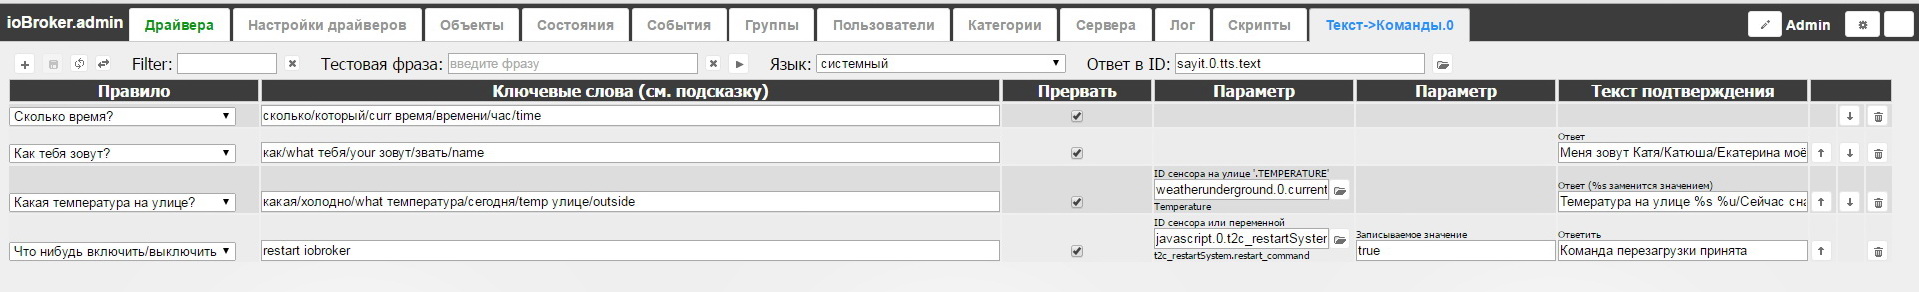 ioBroker.admin Драйвера Настройки драйверов Объекты Состояния События Группы Пользователи Категории Сервера Лог Скрипты Текст->Команды.0 Admin
Filter: Тестовая фраза: введите фразу Язык: системный Ответ в ID: sayit.0.tts.text
Правило Ключевые слова (см. подсказку) Прервать Параметр Параметр Текст подтверждения
Сколько время? сколько/который/curr время/времени/час/time
Ответ
Как тебя зовут? как/what тебя/your зовут/звать/name Меня зовут Катя/Катюша/Екатерина моё
ID сенсора на улице '.TEMPERATURE'
weatherunderground.0.current Ответ (%s заменится значением)
Какая температура на улице? какая/холодно/what температура/сегодня/temp улице/outside Темература на улице %s %u/Сейчас сна
Temperature
ID сенсора или переменной
javascript.0.t2c_restartSystem Записываемое значение Ответить
Что нибудь включить/выключить restart iobroker true Команда перезагрузки принята
t2c_restartSystem.restart_command